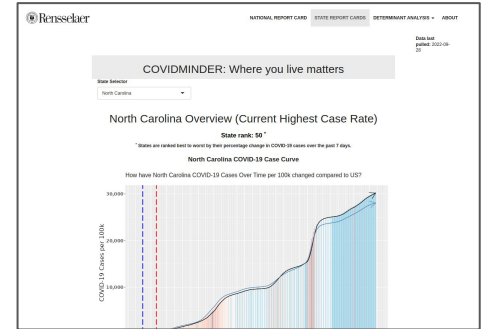 Rensselaer
NATIONAL REPORT CARD STATE REPORT CARDS DETERMINANT ANALYSIS ABOUT
Data last
pulled: 2022-09-
26
COVIDMINDER: Where you live matters
State Selector
North Carolina
North Carolina Overview (Current Highest Case Rate)
State rank: 50 *
* States are ranked best to worst by their percentage change in COVID-19 cases over the past 7 days.
North Carolina COVID-19 Case Curve
How have North Carolina COVID-19 Cases Over Time per 100k changed compared to US?
30,000
20,000
10,000
COVID-19 Cases per 100k